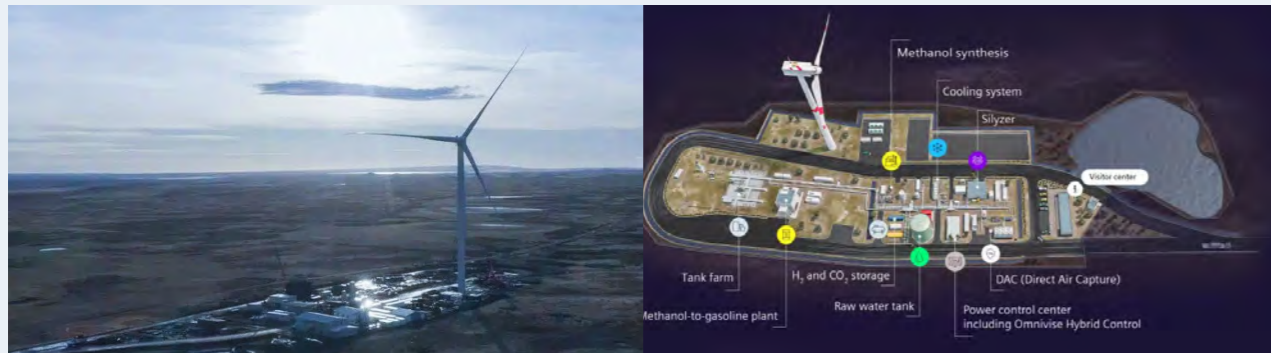 Methanol synthesis
Cooling system
Silyzer
Visitor center
Tank farm
H₂ and CO₂ storage
DAC (Direct Air Capture)
Methanol-to-gasoline plant
Raw water tank
Power control center
including Omnivise Hybrid Control